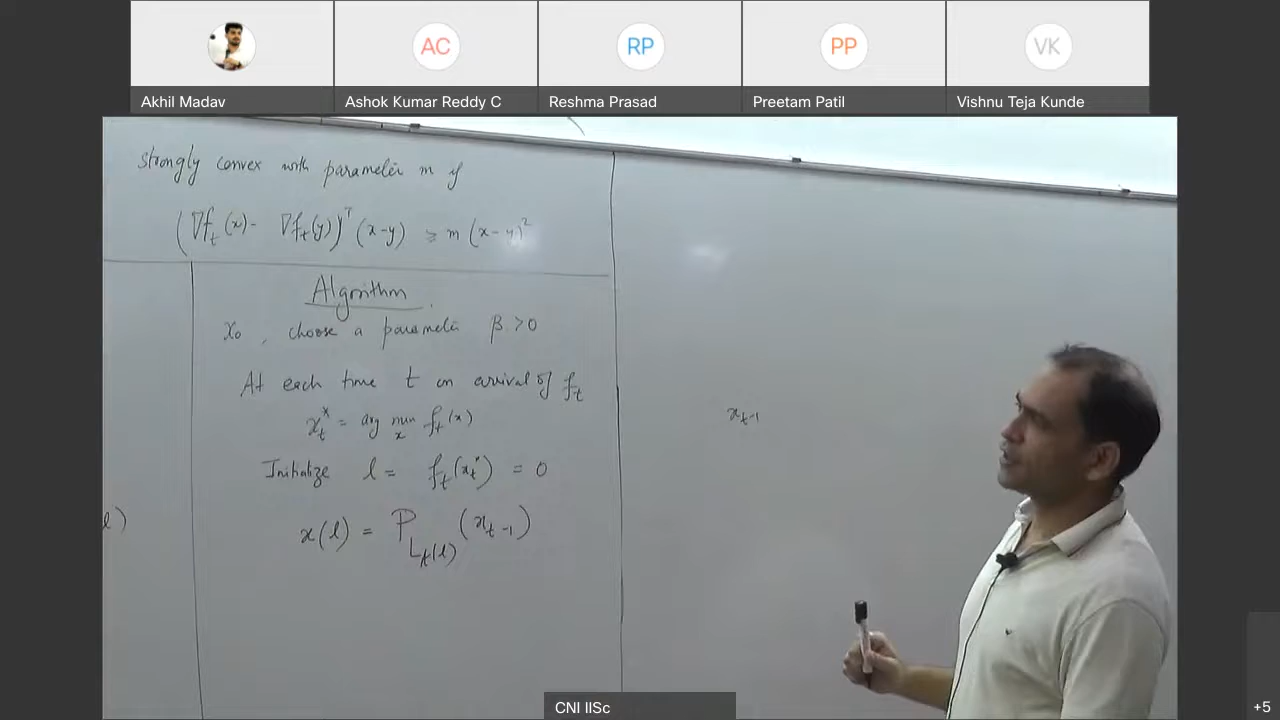 AC
RP
PP
VK
Akhil Madav
Ashok Kumar Reddy C
Reshma Prasad
Preetam Patil
Vishnu Teja Kunde
strongly convex with parameter m if
(∇f_t(x) - ∇f_t(y))^T (x-y) ≥ m (x-y)^2
Algorithm
x_0, choose a parameter β > 0
At each time t on arrival of f_t
x_t^* = arg min_x f_t(x)
Initialize l = f_t(x_t^*) = 0
x(l) = P_{L_t(l)} (x_{t-1})
l)
x_{t-1}
CNI IISc
+5